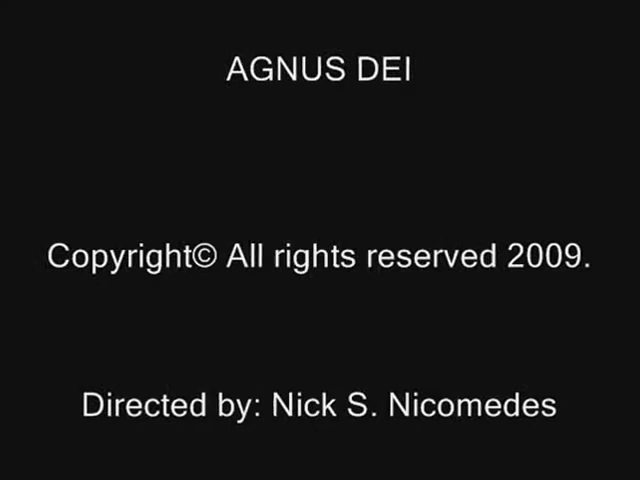 AGNUS DEI
Copyright© All rights reserved 2009.
Directed by: Nick S. Nicomedes